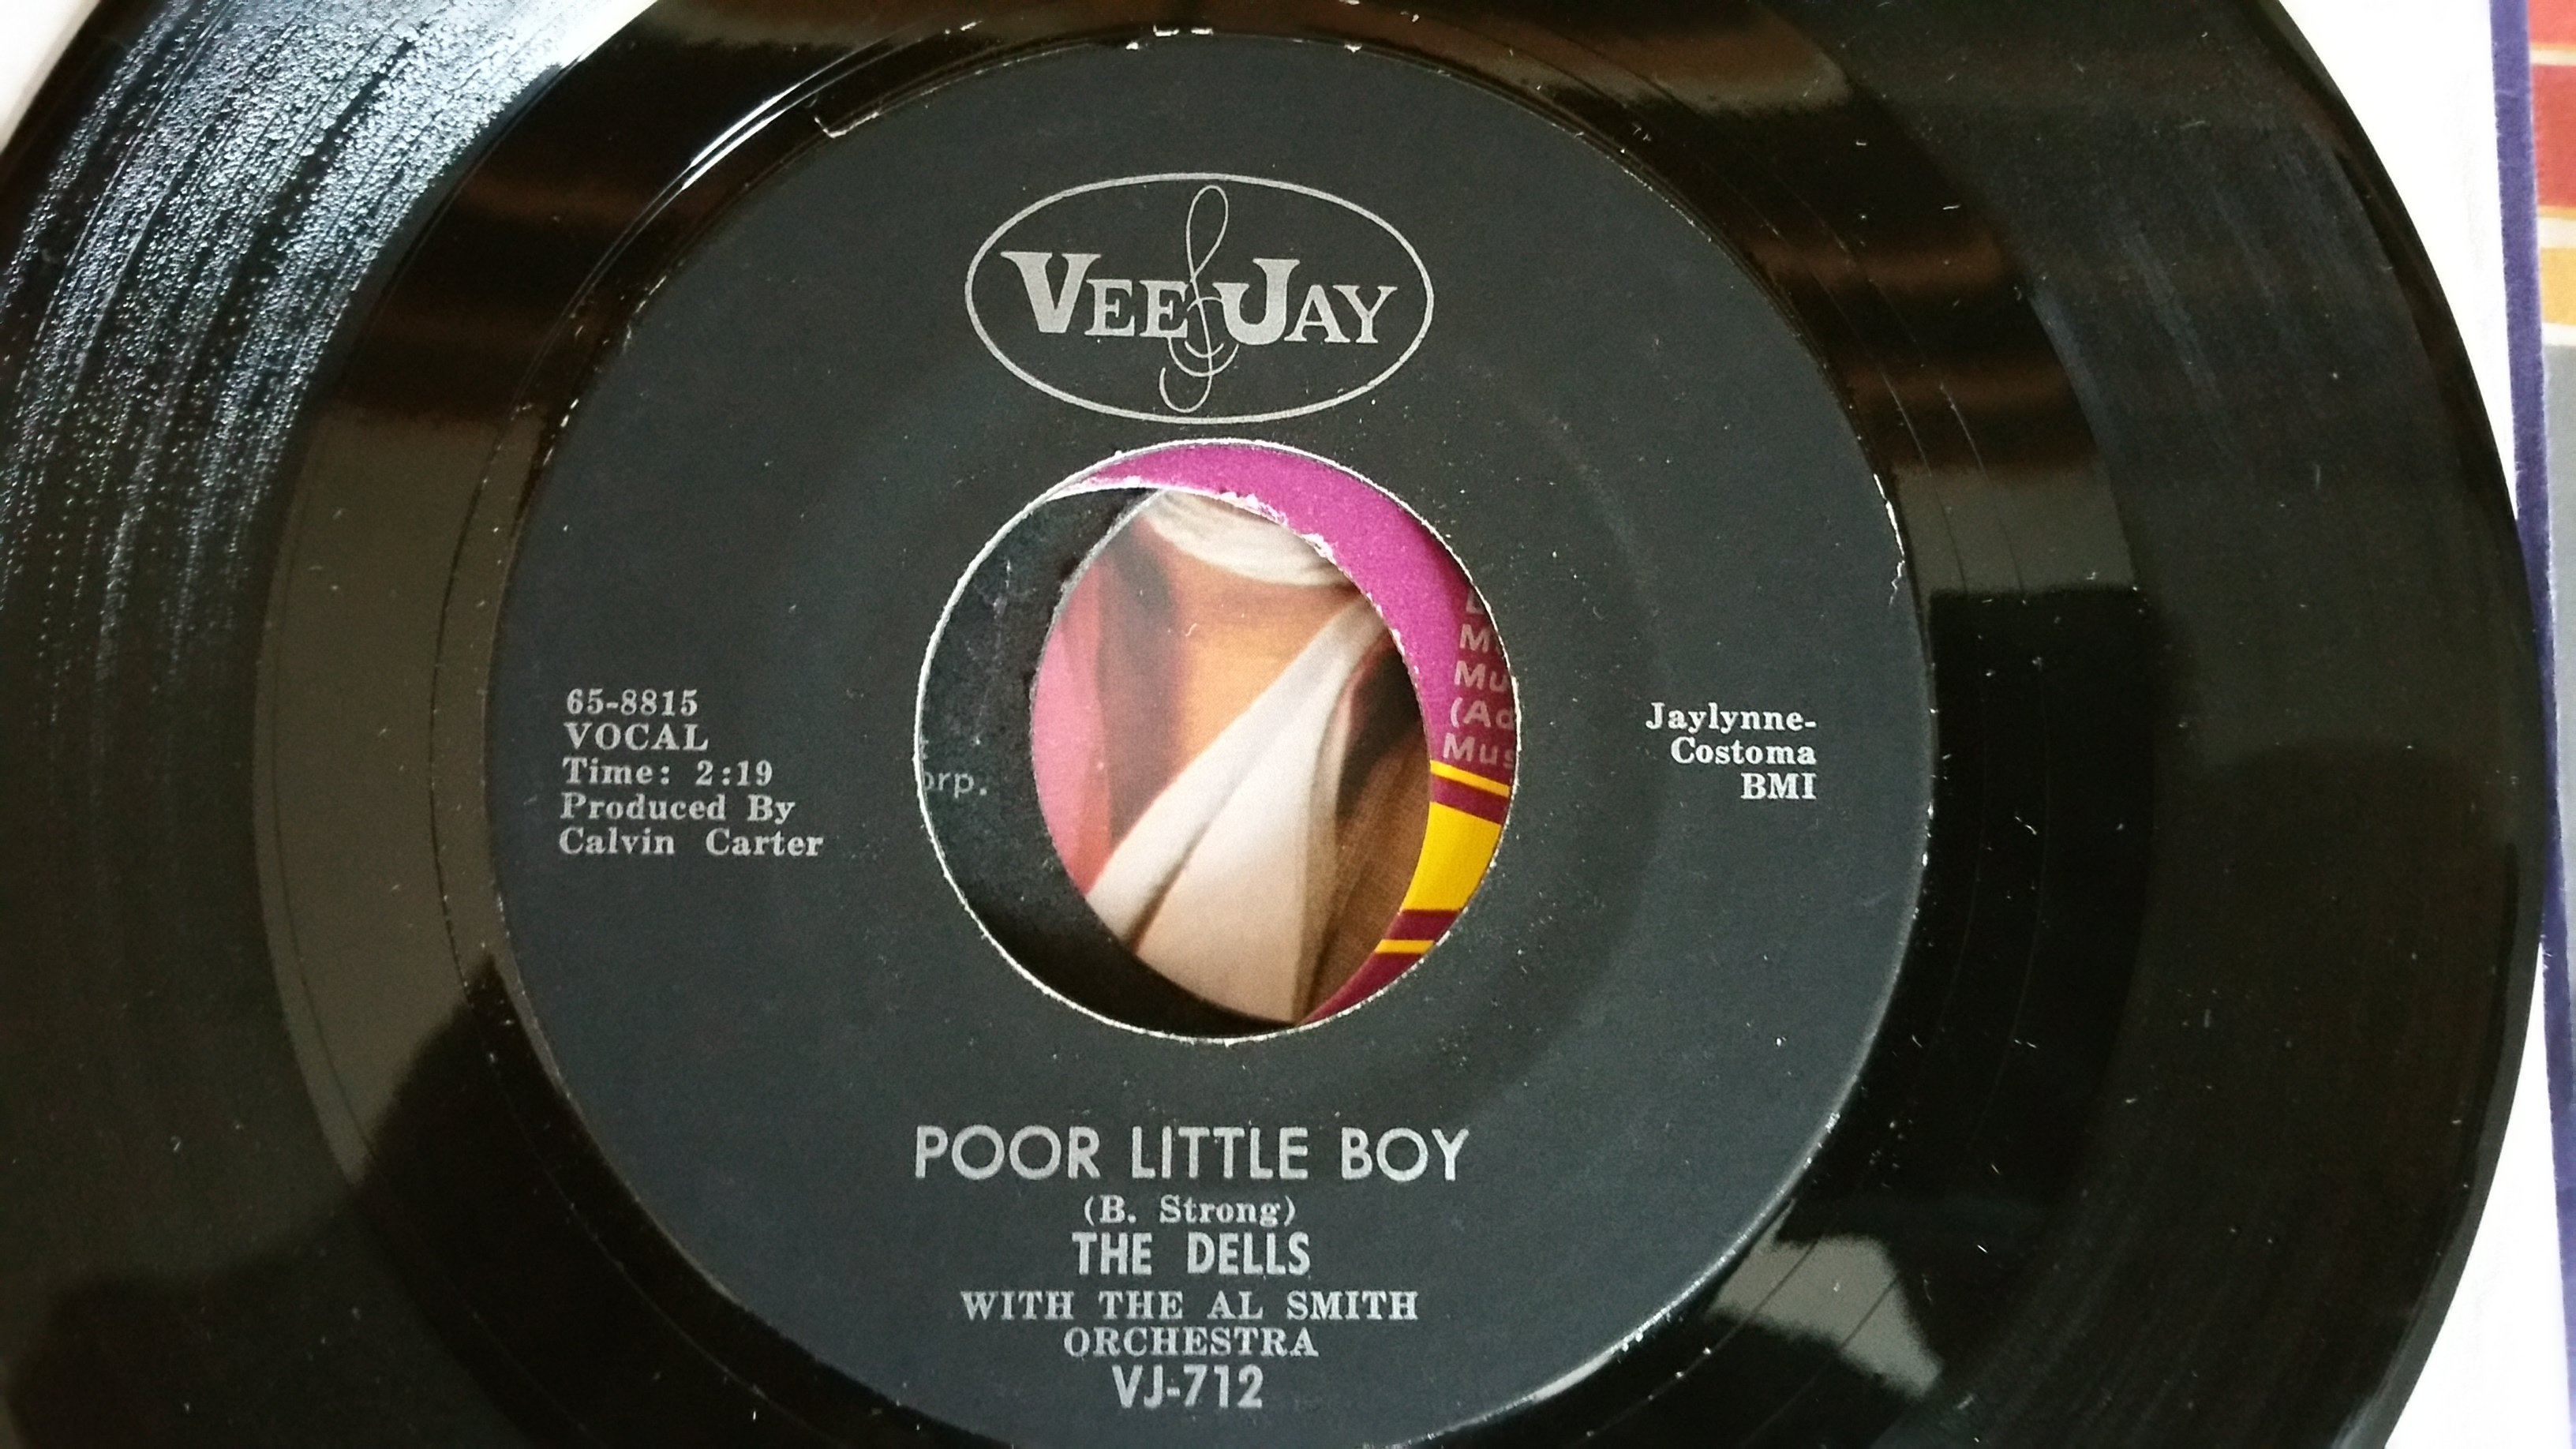 VEE JAY
65-8815
VOCAL
Time: 2:19
Produced By
Calvin Carter
Jaylynne-
Costoma
BMI
POOR LITTLE BOY
(B. Strong)
THE DELLS
WITH THE AL SMITH
ORCHESTRA
VJ-712